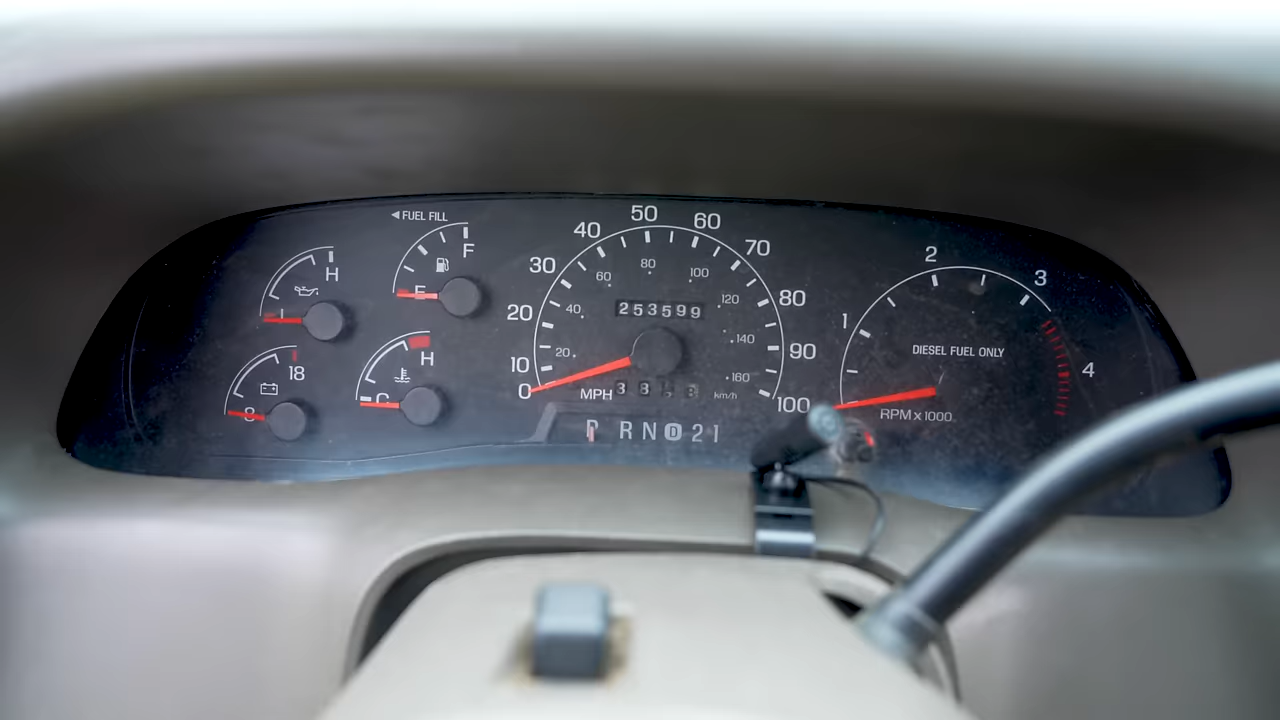 ◄ FUEL FILL
H
L
F
E
18
8
H
C
0
10
20
30
40
50
60
70
80
90
100
20
40
60
80
100
120
140
160
253599
MPH
km/h
P R N D 2 1
1
2
3
4
DIESEL FUEL ONLY
RPM x 1000